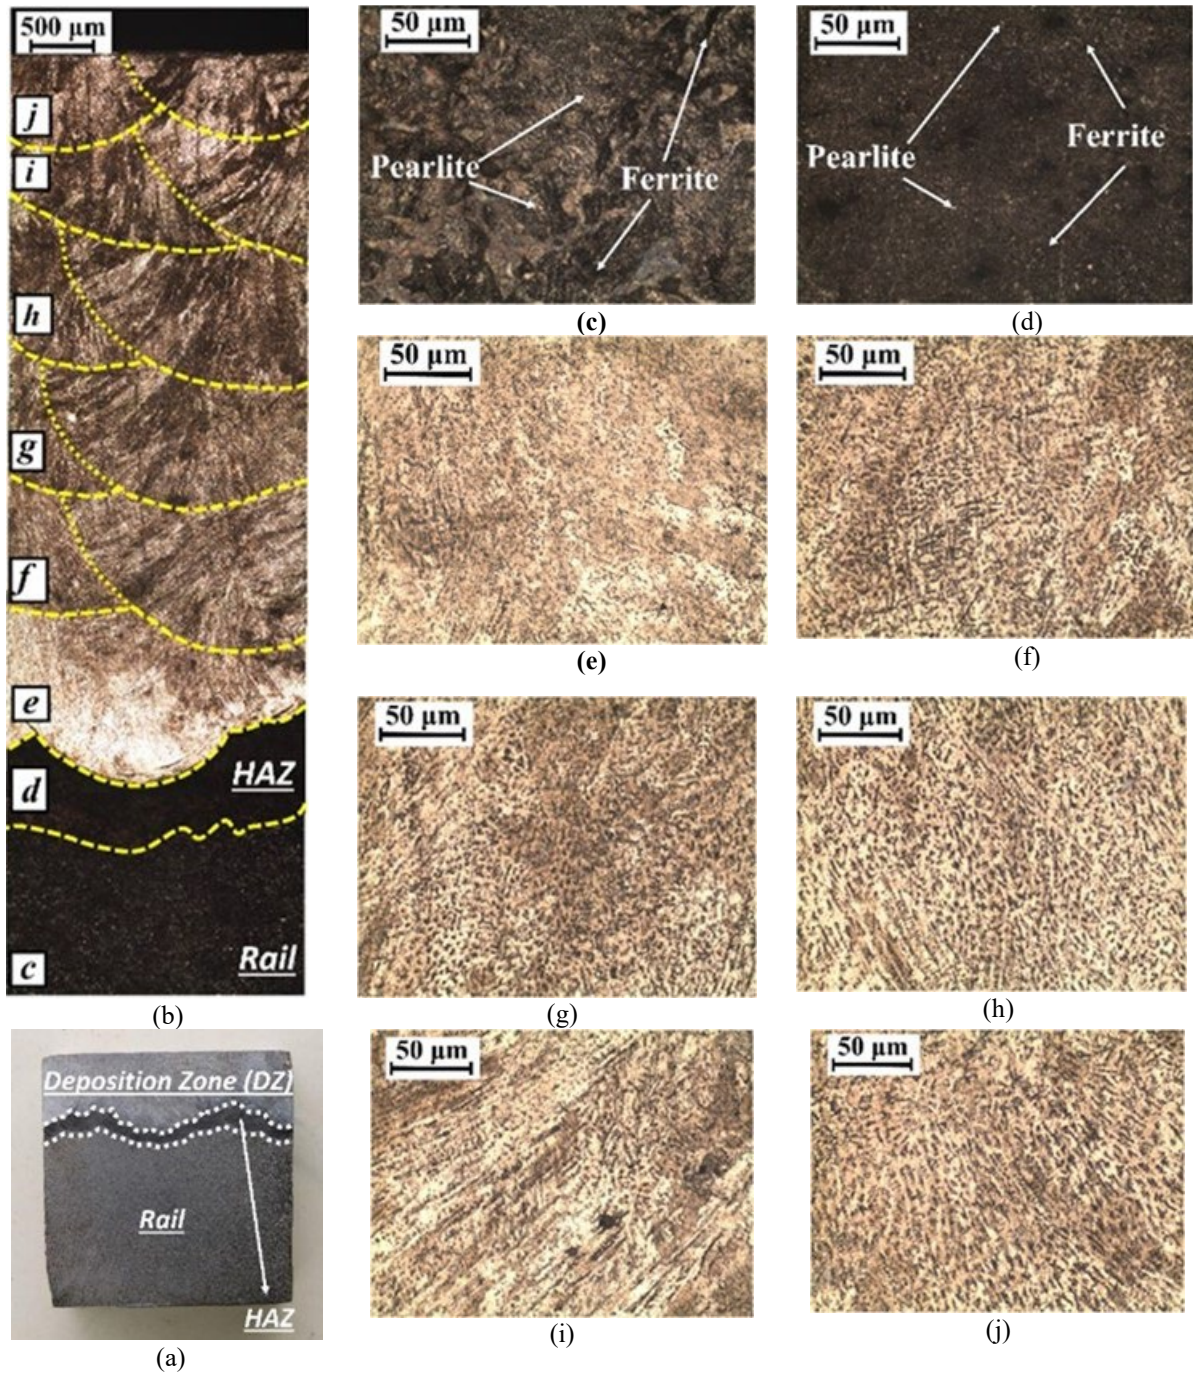 500 μm
j
i
h
g
f
e
HAZ
d
Rail
c
(b)
50 μm
Pearlite
Ferrite
(c)
50 μm
Pearlite
Ferrite
(d)
50 μm
(e)
50 μm
(f)
50 μm
(g)
50 μm
(h)
Deposition Zone (DZ)
Rail
HAZ
(a)
50 μm
(i)
50 μm
(j)